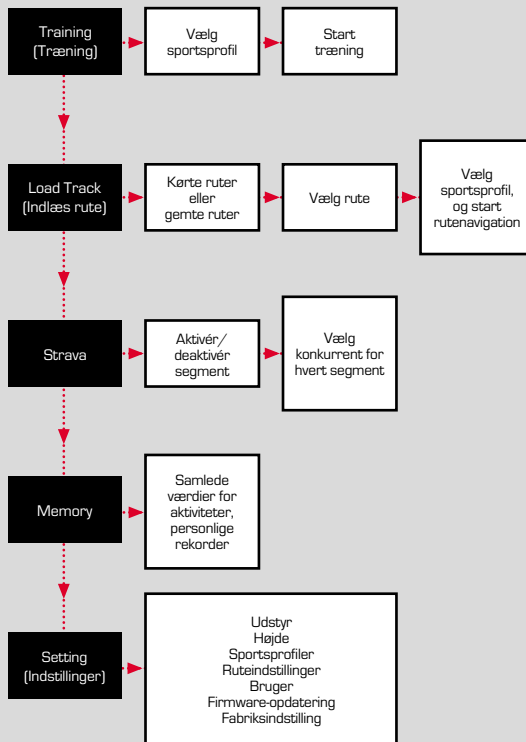 Training
(Træning)
Vælg
sportsprofil
Start
træning
Load Track
(Indlæs rute)
Kørte ruter
eller
gemte ruter
Vælg rute
Vælg
sportsprofil,
og start
rutenavigation
Strava
Aktivér/
deaktivér
segment
Vælg
konkurrent for
hvert segment
Memory
Samlede
værdier for
aktiviteter,
personlige
rekorder
Setting
(Indstillinger)
Udstyr
Højde
Sportsprofiler
Ruteindstillinger
Bruger
Firmware-opdatering
Fabriksindstilling